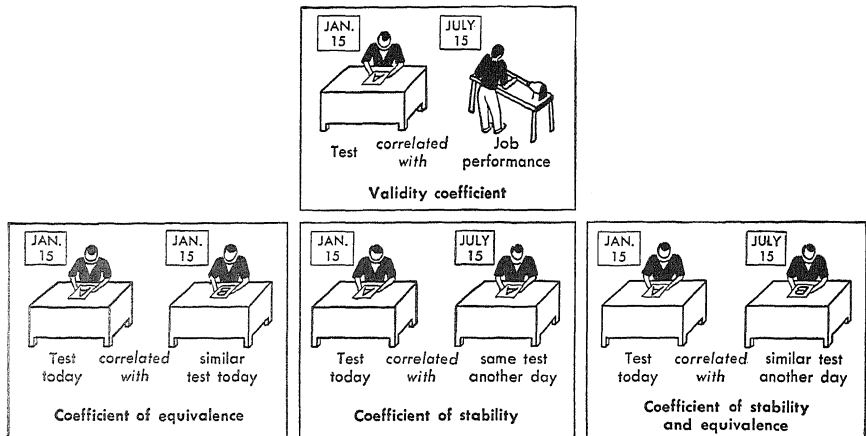 JAN.
15
JULY
15
A
Test correlated with Job performance
Validity coefficient
JAN.
15
JAN.
15
A
B
Test today correlated with similar test today
Coefficient of equivalence
JAN.
15
JULY
15
A
A
Test today correlated with same test another day
Coefficient of stability
JAN.
15
JULY
15
A
B
Test today correlated with similar test another day
Coefficient of stability
and equivalence